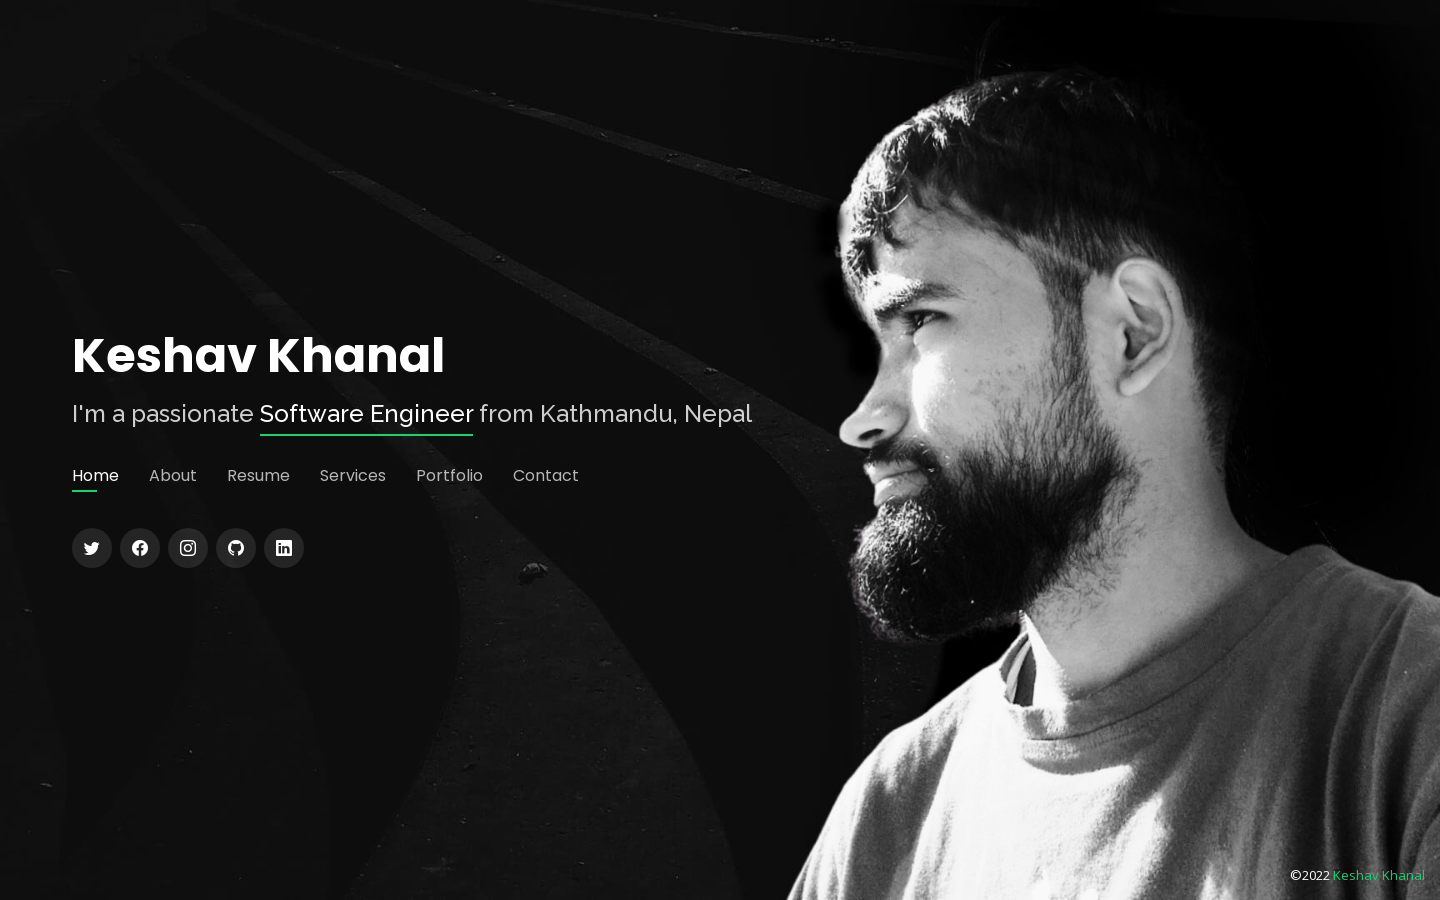 Keshav Khanal
I'm a passionate Software Engineer from Kathmandu, Nepal
Home About Resume Services Portfolio Contact
©2022 Keshav Khanal